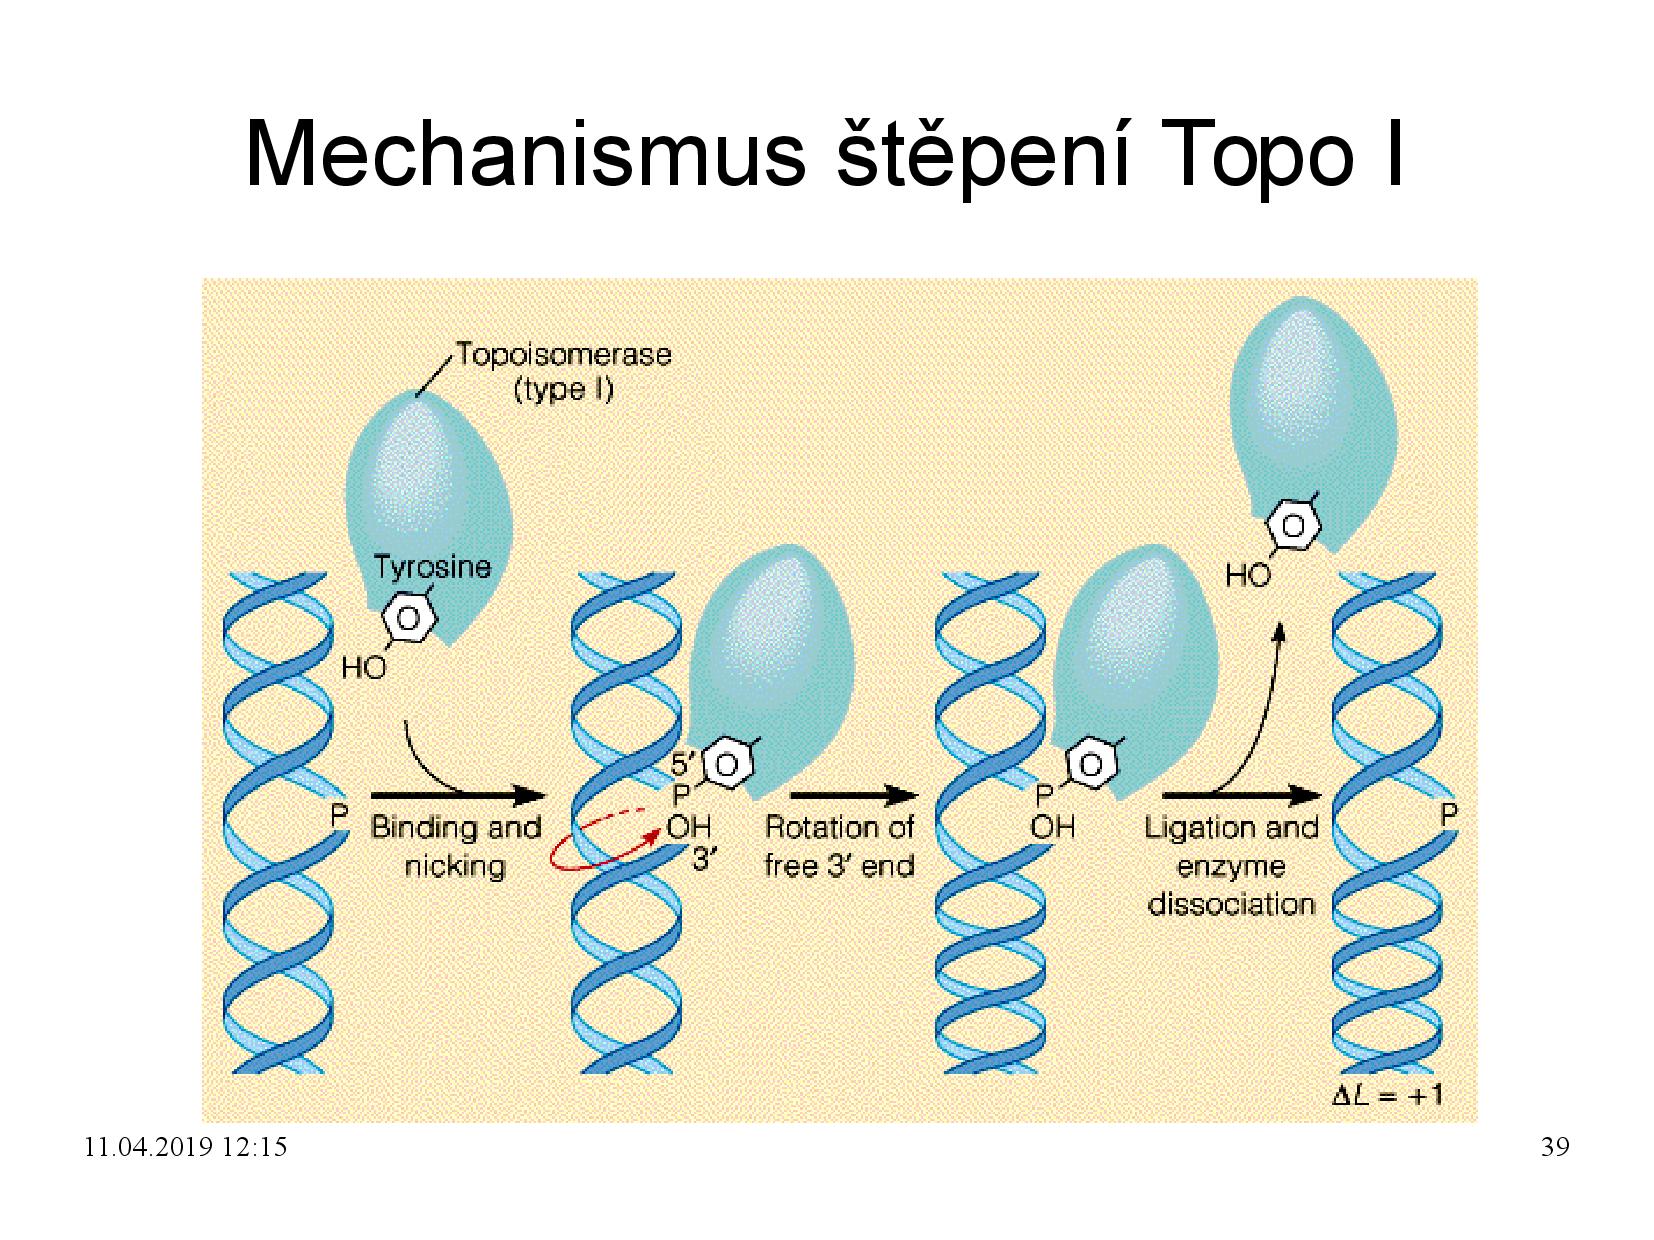 Mechanismus štěpení Topo I
Topoisomerase
(type I)
Tyrosine
HO
P
Binding and
nicking
5′
P
OH
3′
Rotation of
free 3′ end
P
OH
HO
Ligation and
enzyme
dissociation
P
ΔL = +1
11.04.2019 12:15
39